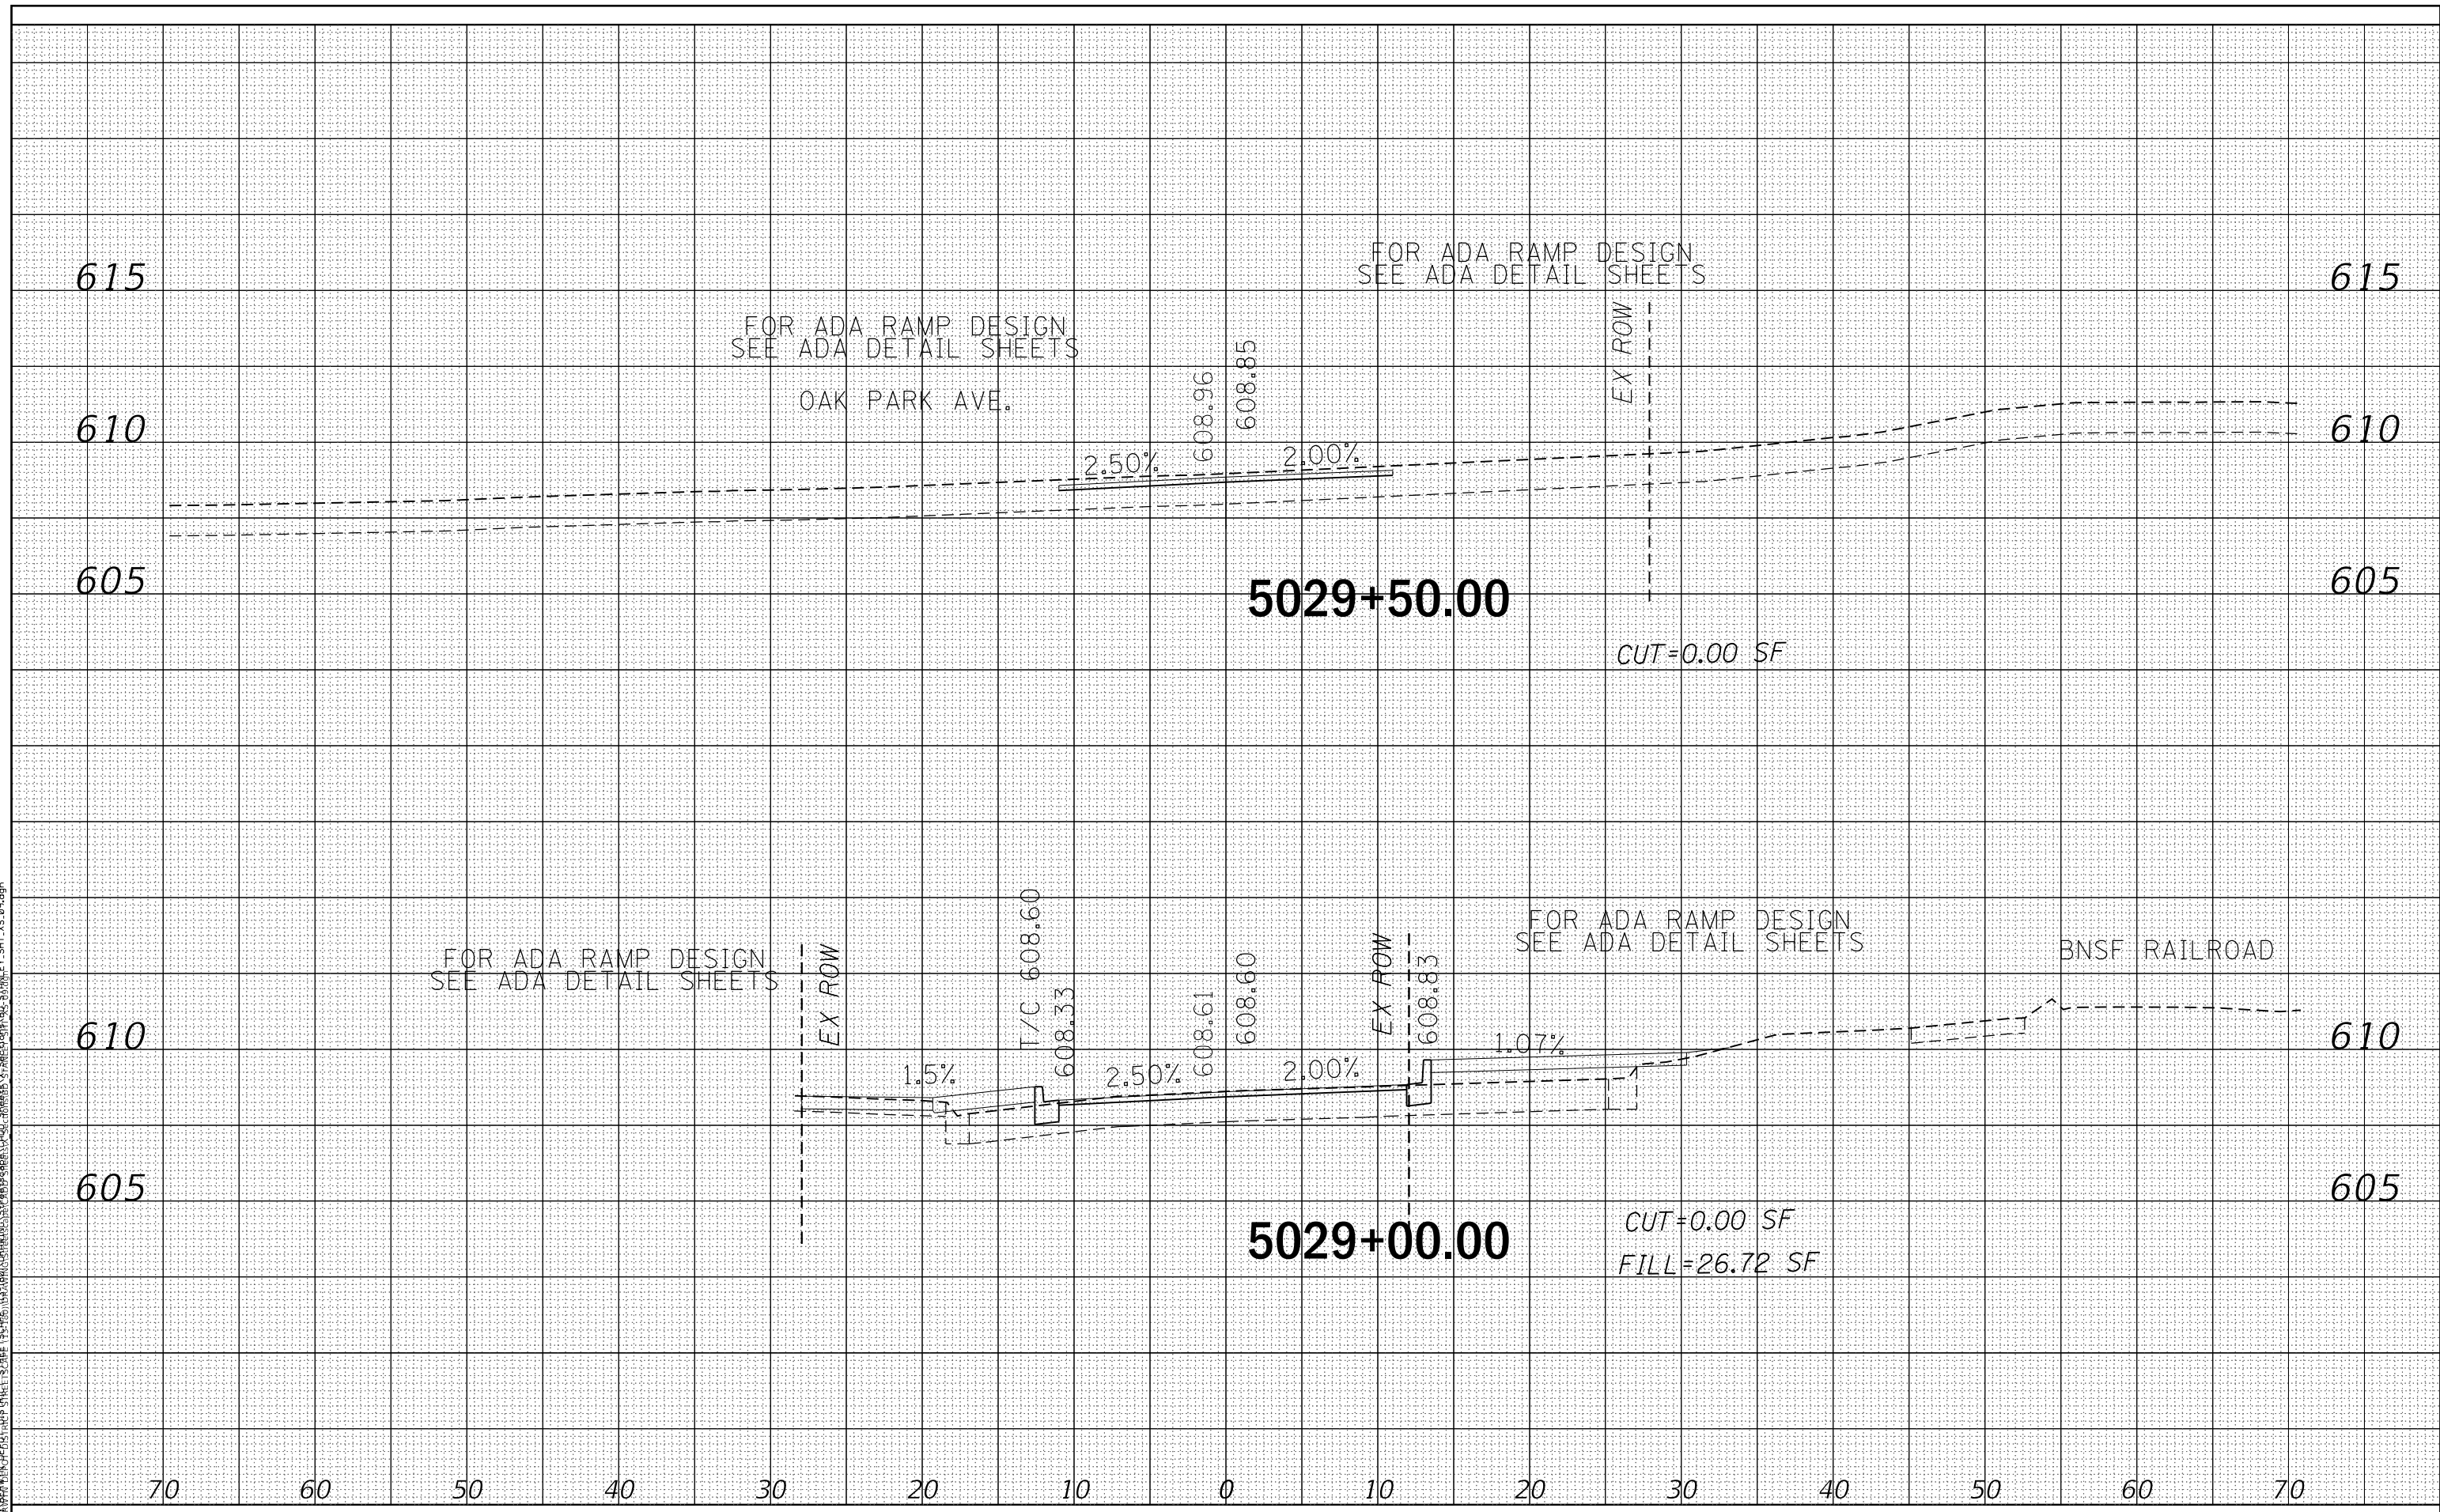 FOR ADA RAMP DESIGN
SEE ADA DETAIL SHEETS
615
615
EX ROW
FOR ADA RAMP DESIGN
SEE ADA DETAIL SHEETS
608.96
608.85
OAK PARK AVE.
610
2.50%
2.00%
610
605
5029+50.00
605
CUT=0.00 SF
FOR ADA RAMP DESIGN
SEE ADA DETAIL SHEETS
EX ROW
T/C 608.60
608.33
608.61
608.60
EX ROW
608.83
FOR ADA RAMP DESIGN
SEE ADA DETAIL SHEETS
BNSF RAILROAD
610
1.5%
2.50%
2.00%
1.07%
610
605
605
5029+00.00
CUT=0.00 SF
FILL=26.72 SF
70 60 50 40 30 20 10 0 10 20 30 40 50 60 70